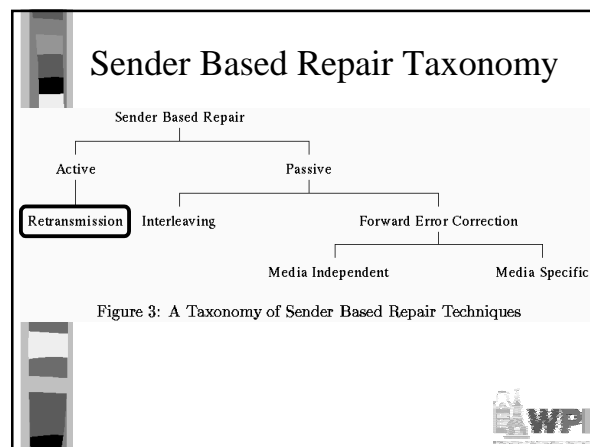 Sender Based Repair Taxonomy
Sender Based Repair
Active Passive
Retransmission Interleaving Forward Error Correction
Media Independent Media Specific
Figure 3: A Taxonomy of Sender Based Repair Techniques
WPI